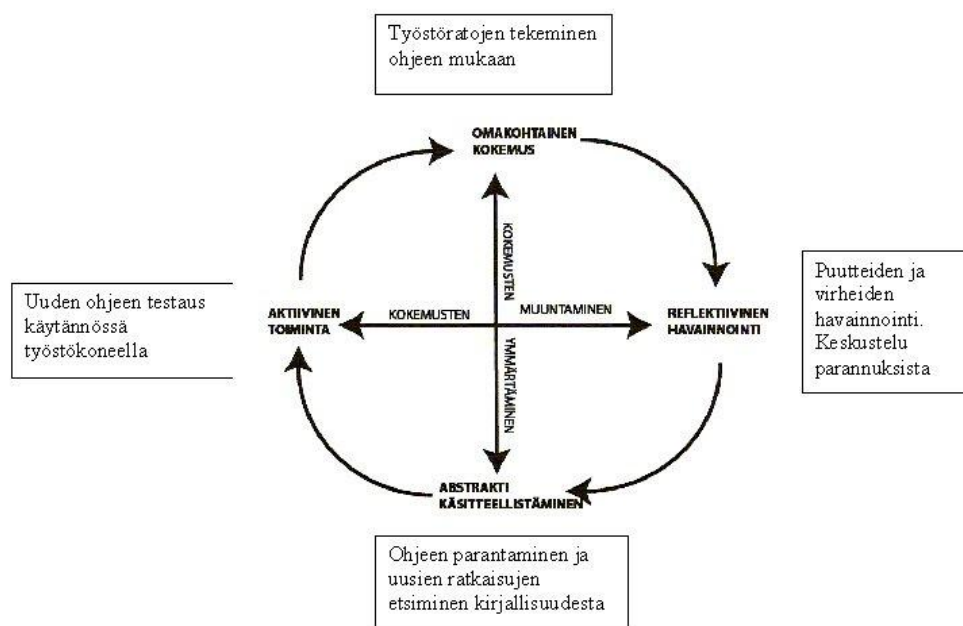 Työstöratojen tekeminen
ohjeen mukaan
OMAKOHTAINEN
KOKEMUS
KOKEMUSTEN
Uuden ohjeen testaus
käytännössä
työstökoneella
AKTIIVINEN
TOIMINTA
KOKEMUSTEN
MUUNTAMINEN
REFLEKTIIVINEN
HAVAINNOINTI
Puutteiden ja
virheiden
havainnointi.
Keskustelu
parannuksista
YMMÄRTÄMINEN
ABSTRAKTI
KÄSITTEELLISTÄMINEN
Ohjeen parantaminen ja
uusien ratkaisujen
etsiminen kirjallisuudesta